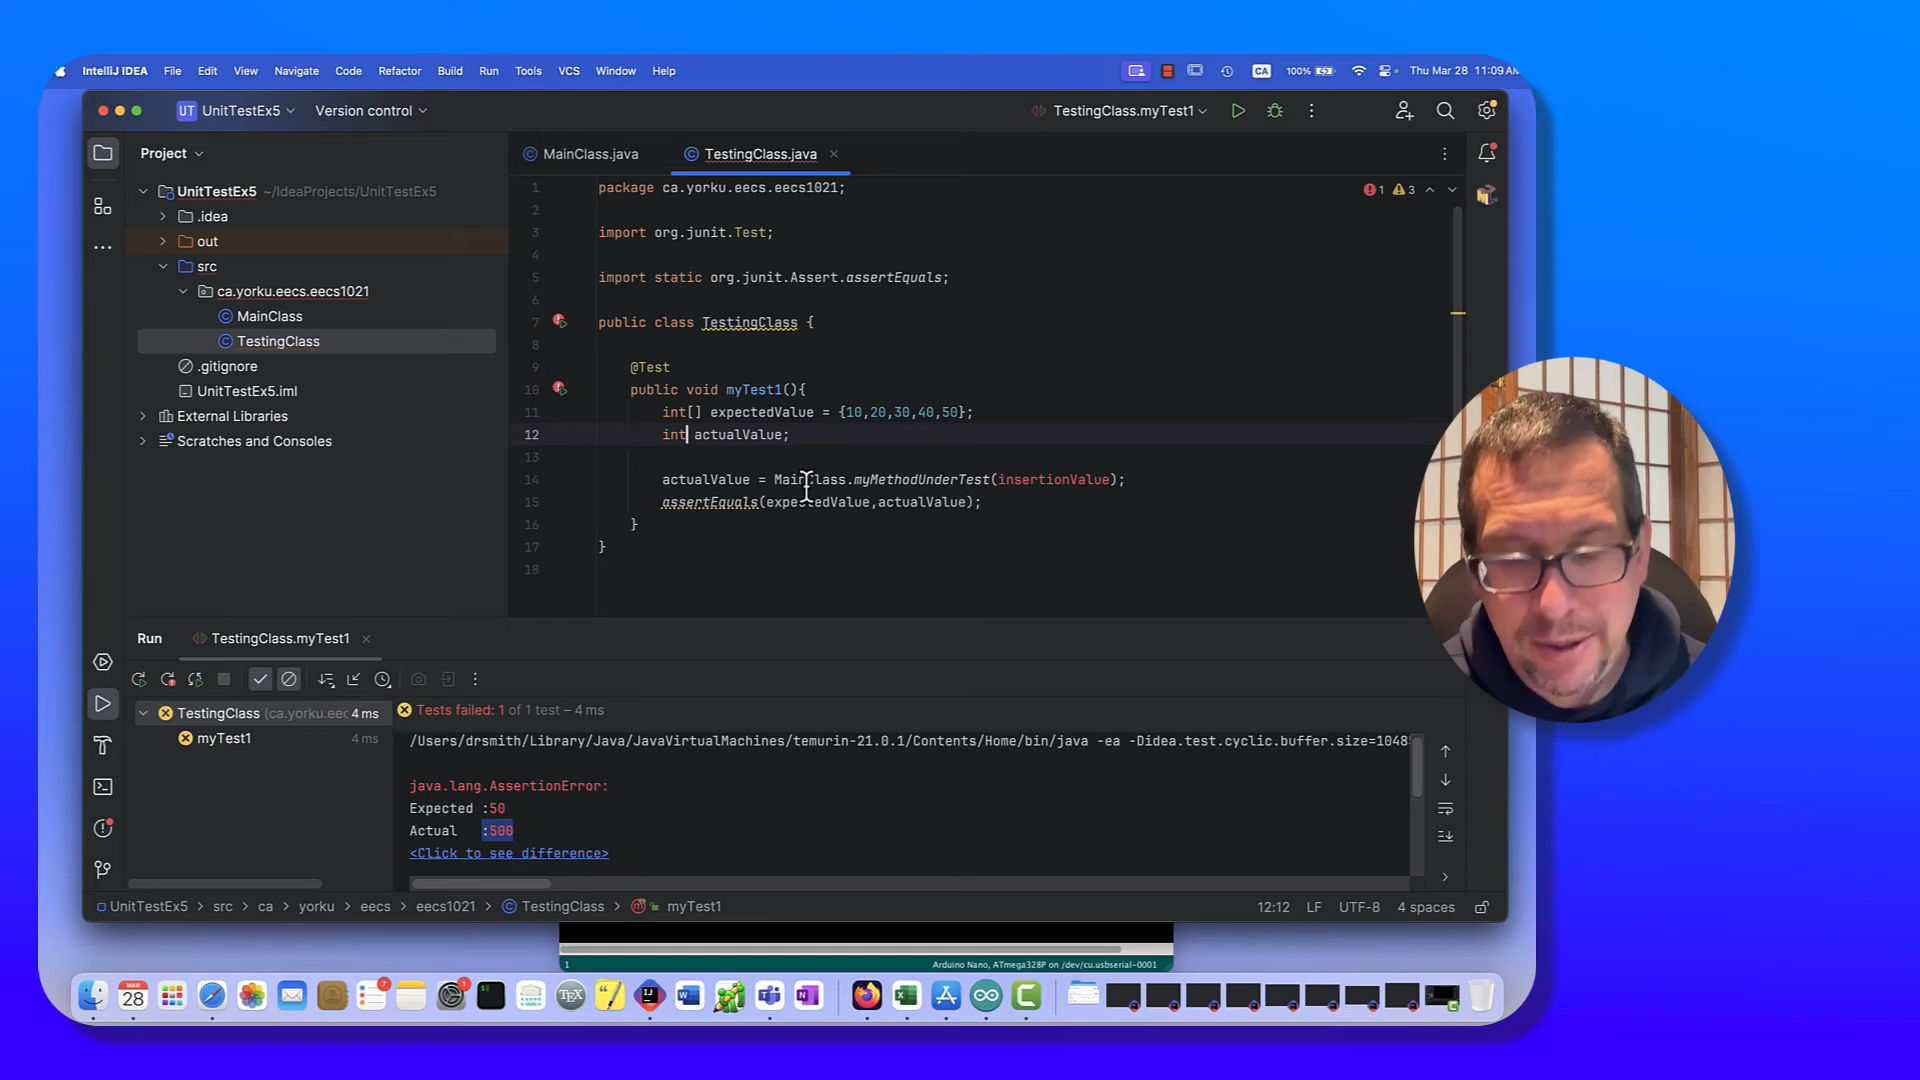 IntelliJ IDEA File Edit View Navigate Code Refactor Build Run Tools VCS Window Help CA 100% Thu Mar 28 11:09 AM
UT UnitTestEx5 Version control TestingClass.myTest1
Project MainClass.java TestingClass.java
UnitTestEx5 ~/IdeaProjects/UnitTestEx5
.idea
out
src
ca.yorku.eecs.eecs1021
MainClass
TestingClass
.gitignore
UnitTestEx5.iml
External Libraries
Scratches and Consoles
1 package ca.yorku.eecs.eecs1021; 1 3
2
3 import org.junit.Test;
4
5 import static org.junit.Assert.assertEquals;
6
7 public class TestingClass {
8
9 @Test
10 public void myTest1(){
11 int[] expectedValue = {10,20,30,40,50};
12 int actualValue;
13
14 actualValue = MainClass.myMethodUnderTest(insertionValue);
15 assertEquals(expectedValue,actualValue);
16 }
17 }
18
Run TestingClass.myTest1
TestingClass (ca.yorku.eec 4 ms
myTest1 4 ms
Tests failed: 1 of 1 test – 4 ms
/Users/drsmith/Library/Java/JavaVirtualMachines/temurin-21.0.1/Contents/Home/bin/java -ea -Didea.test.cyclic.buffer.size=1048
java.lang.AssertionError:
Expected :50
Actual :500
<Click to see difference>
UnitTestEx5 src ca yorku eecs eecs1021 TestingClass myTest1 12:12 LF UTF-8 4 spaces
1 Arduino Nano, ATmega328P on /dev/cu.usbserial-0001
MAR
28
7
1
TEX